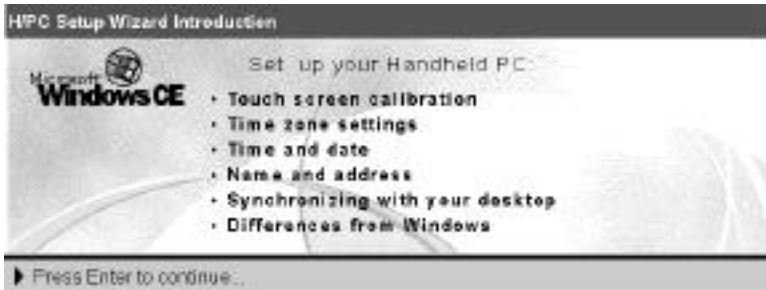 H/PC Setup Wizard Introduction
Microsoft
Windows CE
Set up your Handheld PC:
• Touch screen calibration
• Time zone settings
• Time and date
• Name and address
• Synchronizing with your desktop
• Differences from Windows
Press Enter to continue...